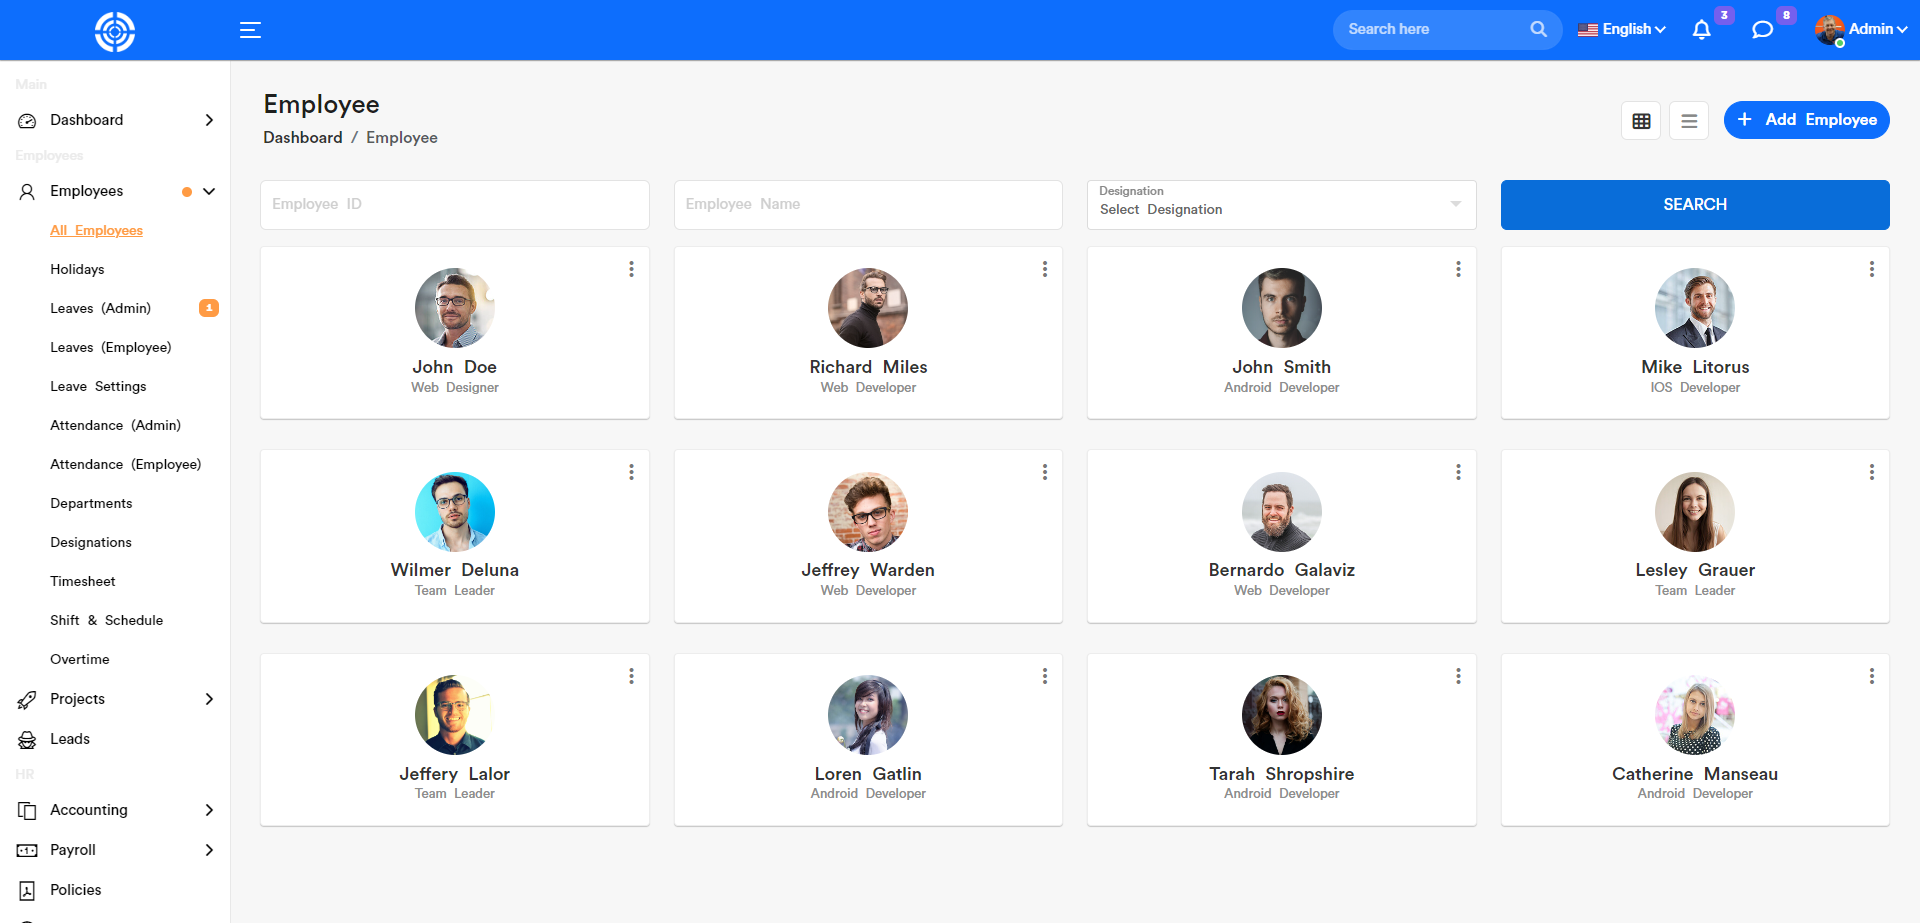 Search here
English
3
8
Admin
Main
Dashboard
Employees
Employees
All Employees
Holidays
Leaves (Admin)
1
Leaves (Employee)
Leave Settings
Attendance (Admin)
Attendance (Employee)
Departments
Designations
Timesheet
Shift & Schedule
Overtime
Projects
Leads
HR
Accounting
Payroll
Policies
Employee
Dashboard / Employee
+ Add Employee
Employee ID
Employee Name
Designation
Select Designation
SEARCH
John Doe
Web Designer
Richard Miles
Web Developer
John Smith
Android Developer
Mike Litorus
IOS Developer
Wilmer Deluna
Team Leader
Jeffrey Warden
Web Developer
Bernardo Galaviz
Web Developer
Lesley Grauer
Team Leader
Jeffery Lalor
Team Leader
Loren Gatlin
Android Developer
Tarah Shropshire
Android Developer
Catherine Manseau
Android Developer